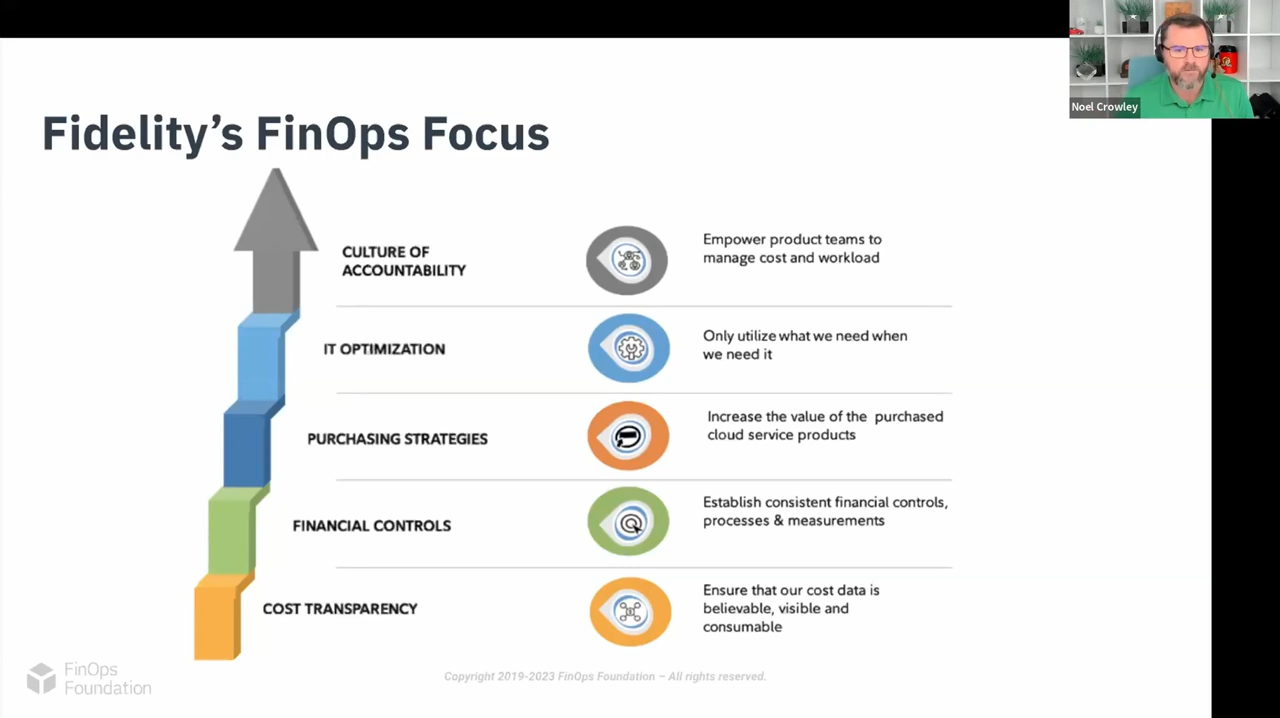 Noel Crowley
Fidelity's FinOps Focus
CULTURE OF
ACCOUNTABILITY
Empower product teams to
manage cost and workload
IT OPTIMIZATION
Only utilize what we need when
we need it
PURCHASING STRATEGIES
Increase the value of the purchased
cloud service products
FINANCIAL CONTROLS
Establish consistent financial controls,
processes & measurements
COST TRANSPARENCY
Ensure that our cost data is
believable, visible and
consumable
FinOps
Foundation
Copyright 2019-2023 FinOps Foundation – All rights reserved.